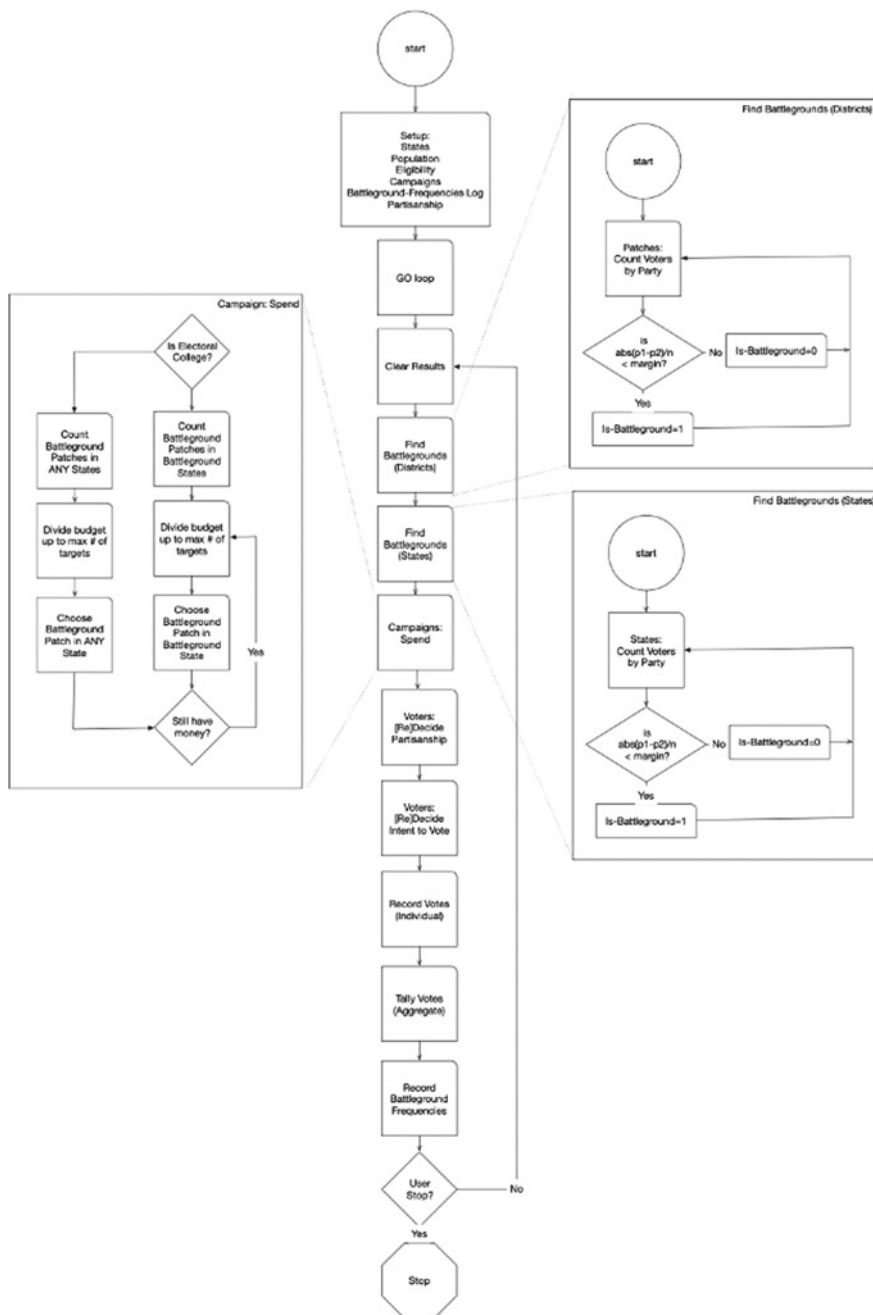 start
Setup:
States
Population
Eligibility
Campaigns
Battleground-Frequencies Log
Partisanship
GO loop
Clear Results
Find
Battlegrounds
(Districts)
Find
Battlegrounds
(States)
Campaigns:
Spend
Voters:
[Re]Decide
Partisanship
Voters:
[Re]Decide
Intent to Vote
Record Votes
(Individual)
Tally Votes
(Aggregate)
Record
Battleground
Frequencies
User
Stop?
No
Yes
Stop
Campaign: Spend
Is Electoral
College?
Count
Battleground
Patches in
ANY States
Divide budget
up to max # of
targets
Choose
Battleground
Patch in ANY
State
Count
Battleground
Patches in
Battleground
States
Divide budget
up to max # of
targets
Choose
Battleground
Patch in
Battleground
State
Still have
money?
Yes
Find Battlegrounds (Districts)
start
Patches:
Count Voters
by Party
is
abs(p1-p2)/n
< margin?
No
Is-Battleground=0
Yes
Is-Battleground=1
Find Battlegrounds (States)
start
States:
Count Voters
by Party
is
abs(p1-p2)/n
< margin?
No
Is-Battleground=0
Yes
Is-Battleground=1